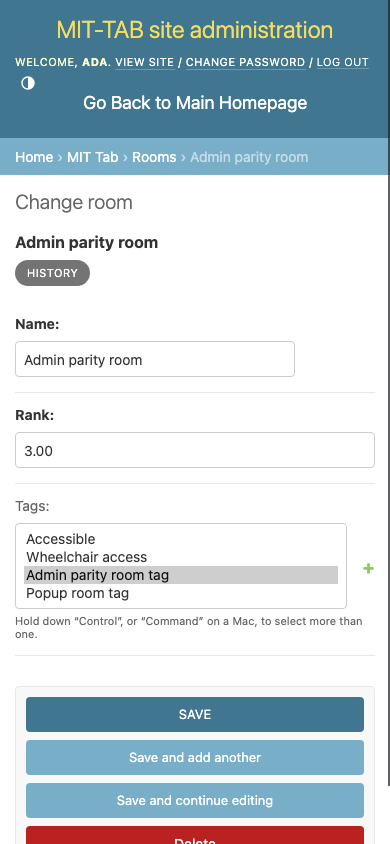 MIT-TAB site administration
WELCOME, ADA. VIEW SITE / CHANGE PASSWORD / LOG OUT
Go Back to Main Homepage
Home › MIT Tab › Rooms › Admin parity room
Change room
Admin parity room
HISTORY
Name:
Admin parity room
Rank:
3.00
Tags:
Accessible
Wheelchair access
Admin parity room tag
Popup room tag
Hold down “Control”, or “Command” on a Mac, to select more than
one.
SAVE
Save and add another
Save and continue editing
Delete